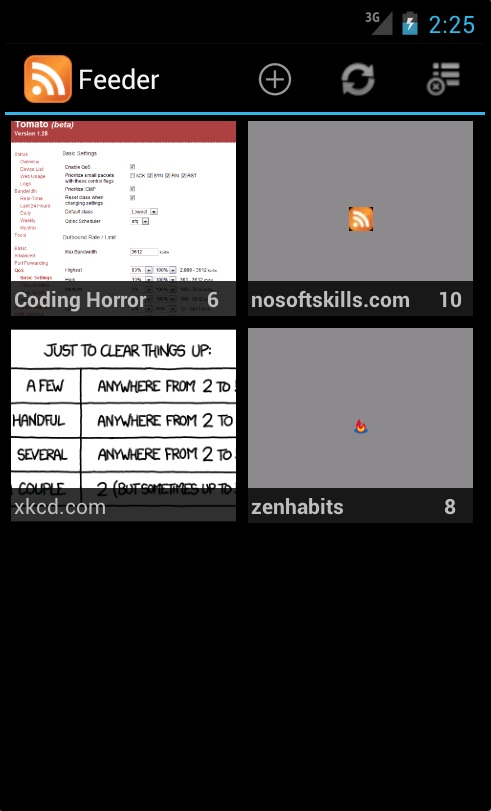 3G 2:25
Feeder
Tomato (beta)
Version 1.28
Status
Overview
Device List
Web Usage
Logs
Bandwidth
Real-Time
Last 24 Hours
Daily
Weekly
Monthly
Tools
Basic
Advanced
Port Forwarding
QoS
Basic Settings
Basic Settings
Enable QoS
Prioritize small packets
with these control flags
ACK SYN FIN RST
Prioritize ICMP
Reset class when
changing settings
Default class Lowest
Qdisc Scheduler sfq
Outbound Rate / Limit
Max Bandwidth 3612 kbit/s
Highest 80% 100%
High 10% 100%
Coding Horror 6
nosoftskills.com 10
JUST TO CLEAR THINGS UP:
A FEW ANYWHERE FROM 2 TO
HANDFUL ANYWHERE FROM 2 TO
SEVERAL ANYWHERE FROM 2 TO
COUPLE 2 (BUT SOMETIMES UP TO
xkcd.com
zenhabits 8